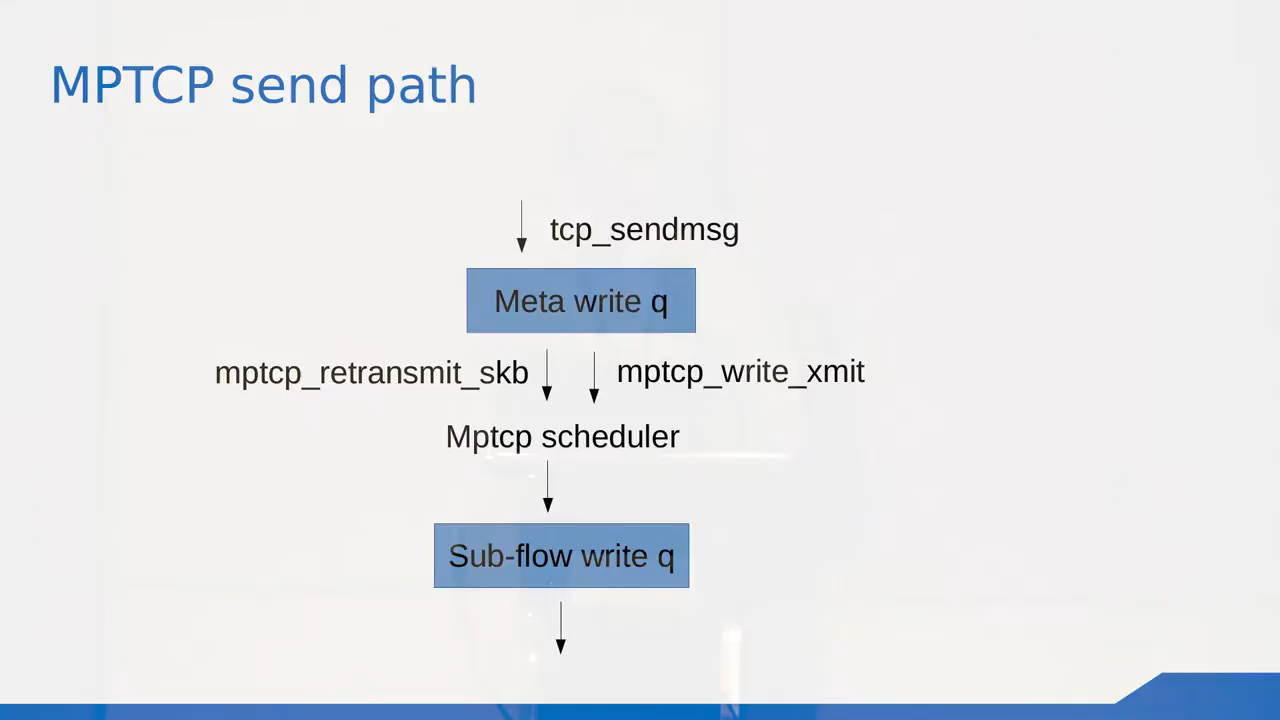 MPTCP send path
tcp_sendmsg
Meta write q
mptcp_retransmit_skb
mptcp_write_xmit
Mptcp scheduler
Sub-flow write q